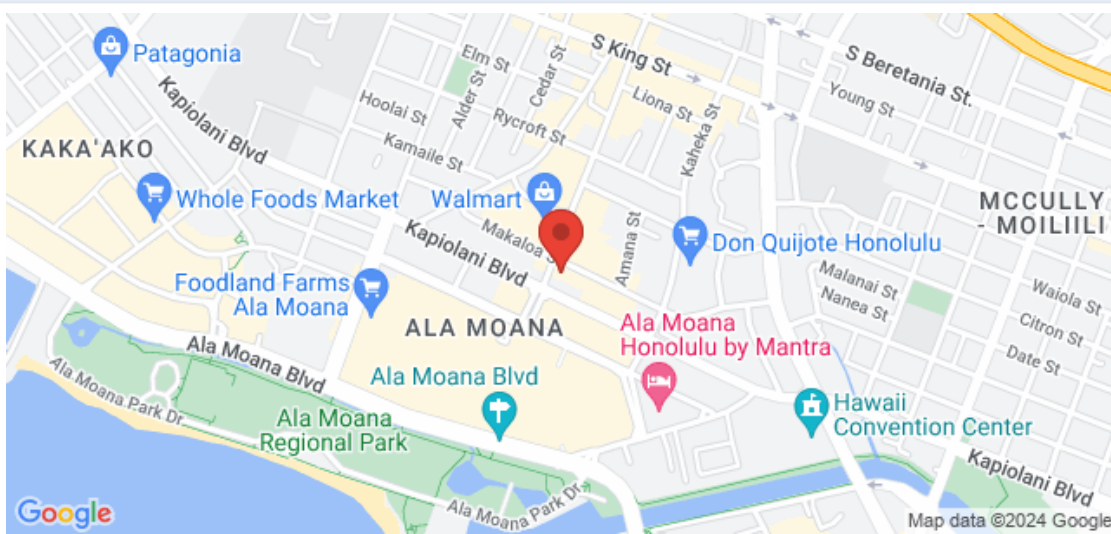 Patagonia
Elm St
Cedar St
S King St
S Beretania St.
Kapiolani Blvd
Hoolai St
Alder St
Rycroft St
Liona St
Young St
KAKA'AKO
Kamaile St
Kaheka St
Whole Foods Market
Walmart
MCCULLY
- MOILIILI
Makaloa St
Amana St
Don Quijote Honolulu
Kapiolani Blvd
Foodland Farms
Ala Moana
Malanai St
Nanea St
Waiola St
Citron St
Date St
ALA MOANA
Ala Moana
Honolulu by Mantra
Ala Moana Blvd
Ala Moana Park Dr
Ala Moana Blvd
Ala Moana
Regional Park
Hawaii
Convention Center
Kapiolani Blvd
Ala Moana Park Dr
Google
Map data ©2024 Google